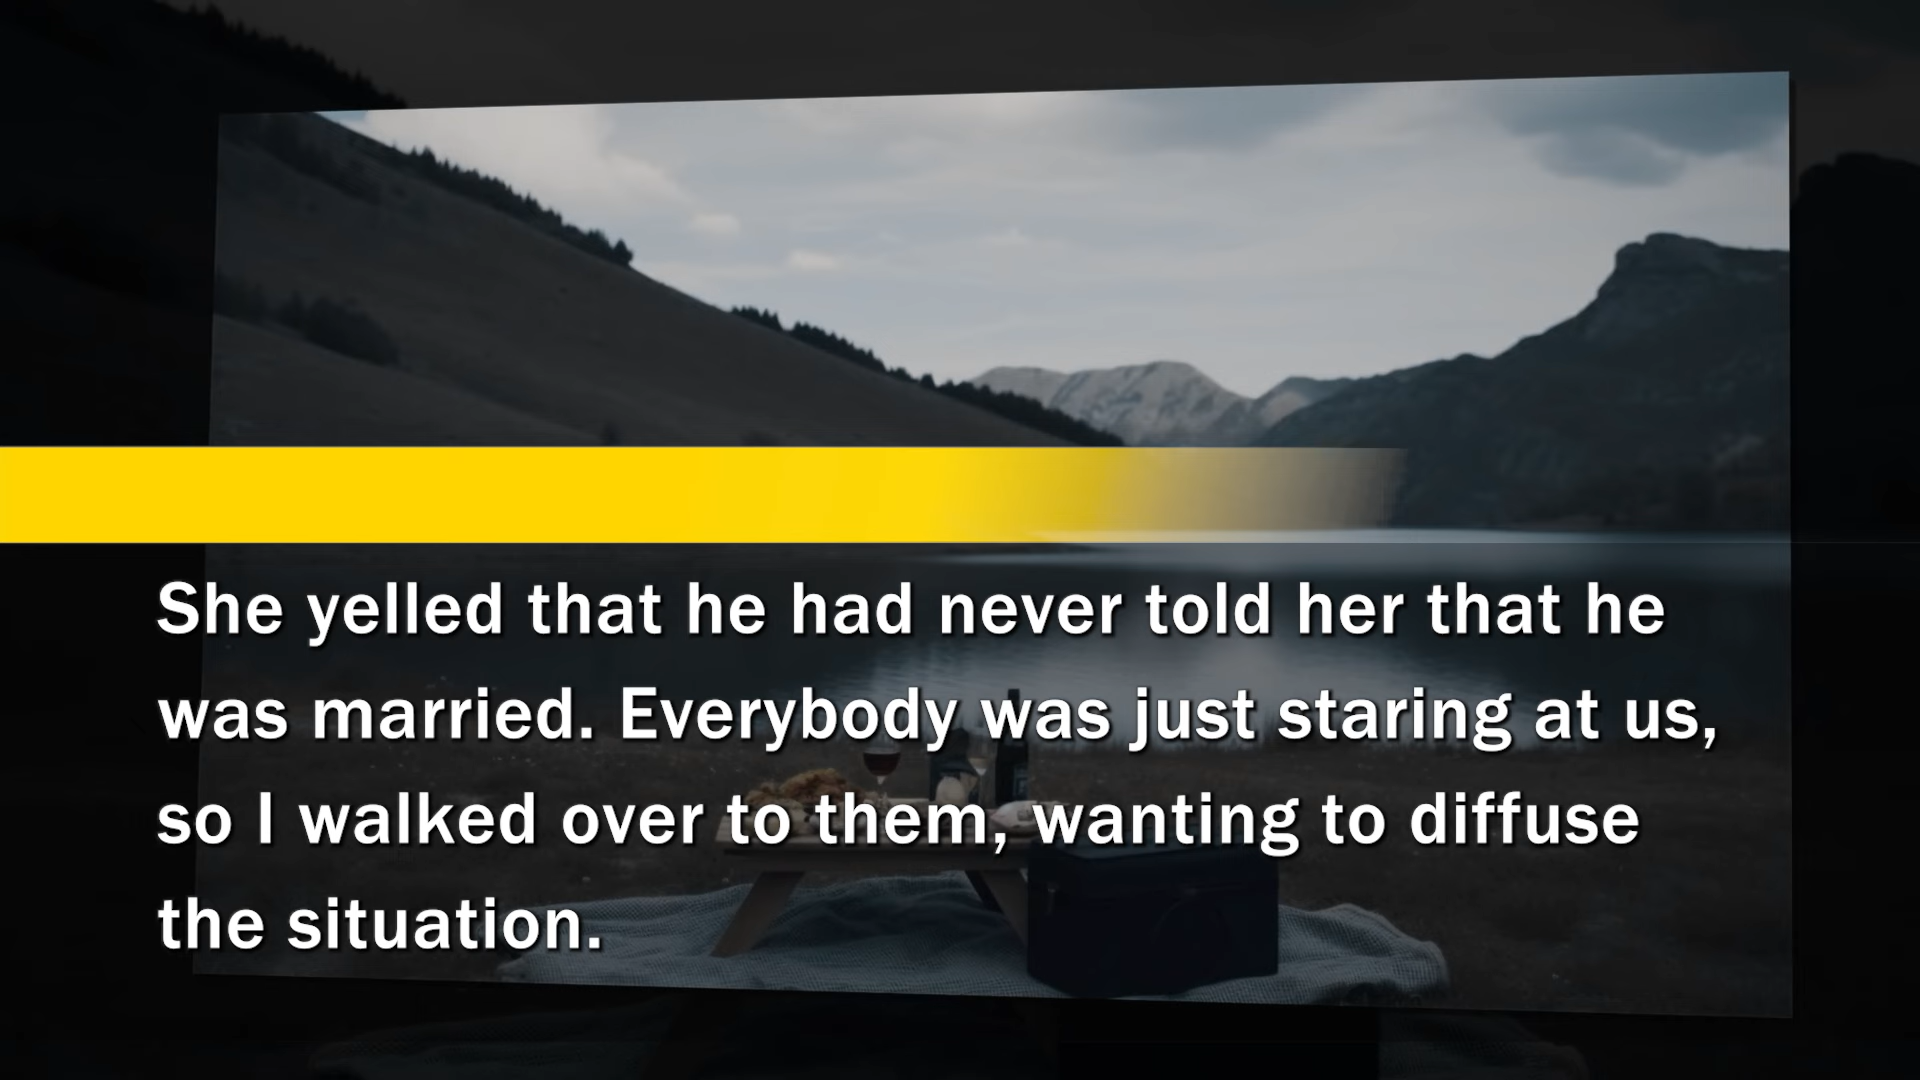 She yelled that he had never told her that he
was married. Everybody was just staring at us,
so I walked over to them, wanting to diffuse
the situation.